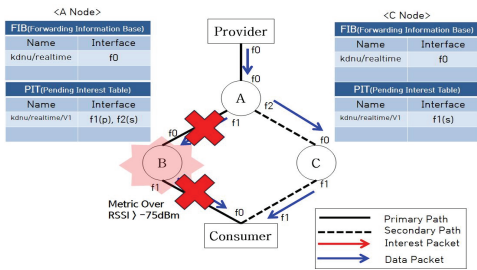 <A Node>
FIB(Forwarding Information Base)
Name Interface
kdnu/realtime f0
PIT(Pending Interest Table)
Name Interface
kdnu/realtime/V1 f1(p), f2(s)
<C Node>
FIB(Forwarding Information Base)
Name Interface
kdnu/realtime f0
PIT(Pending Interest Table)
Name Interface
kdnu/realtime/V1 f1(s)
Provider
f0
f0
A
f1
f2
f0
f0
B
C
f1
f1
Metric Over
RSSI 〉 -75dBm
f0
f1
Consumer
Primary Path
Secondary Path
Interest Packet
Data Packet